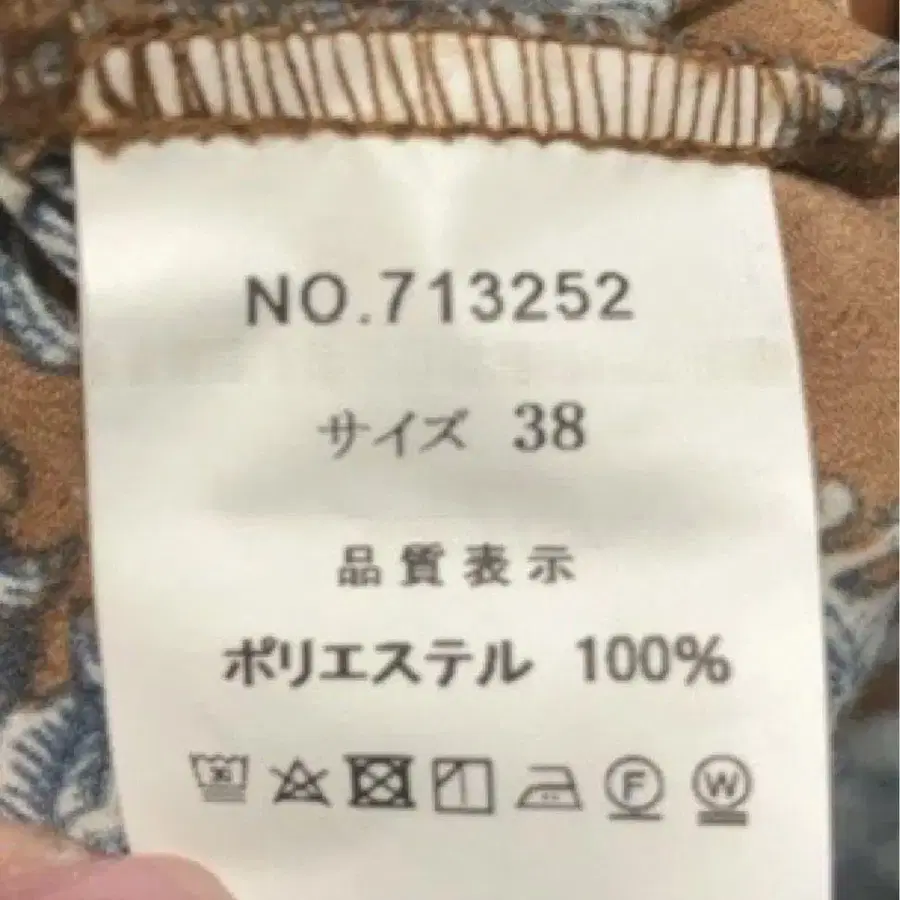 NO.713252
サイズ 38
品質表示
ポリエステル 100%
F W